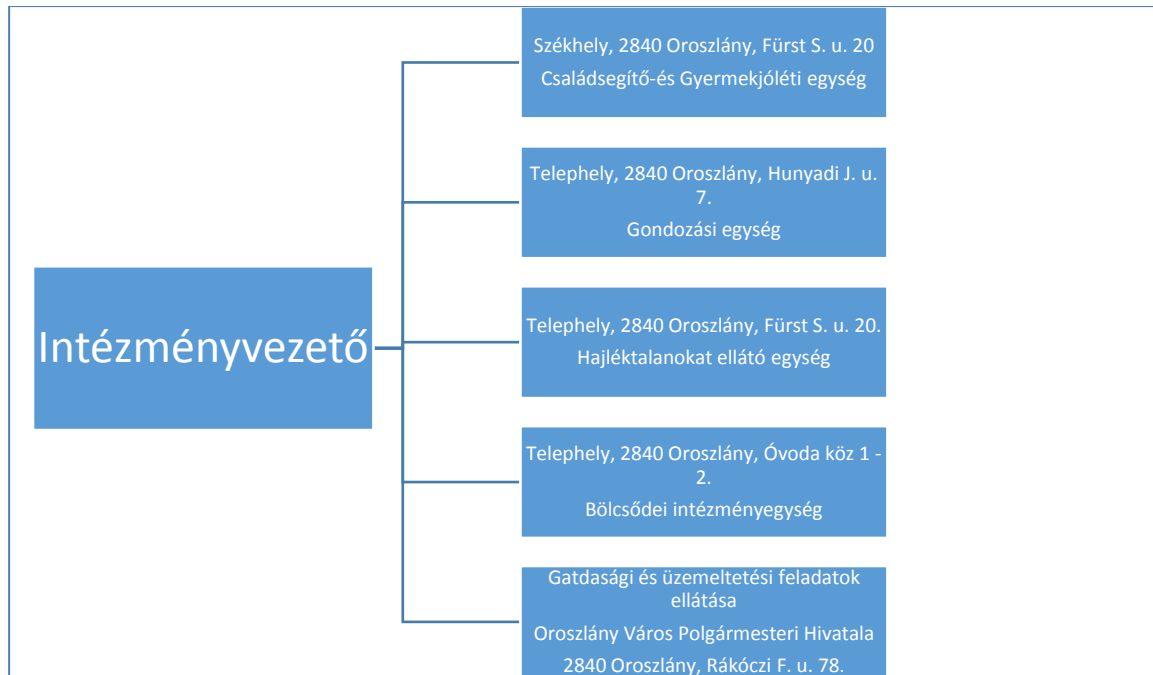 Székhely, 2840 Oroszlány, Fürst S. u. 20
Családsegítő-és Gyermekjóléti egység
Telephely, 2840 Oroszlány, Hunyadi J. u.
7.
Gondozási egység
Intézményvezető
Telephely, 2840 Oroszlány, Fürst S. u. 20.
Hajléktalanokat ellátó egység
Telephely, 2840 Oroszlány, Óvoda köz 1 -
2.
Bölcsődei intézményegység
Gatdasági és üzemeltetési feladatok
ellátása
Oroszlány Város Polgármesteri Hivatala
2840 Oroszlány, Rákóczi F. u. 78.